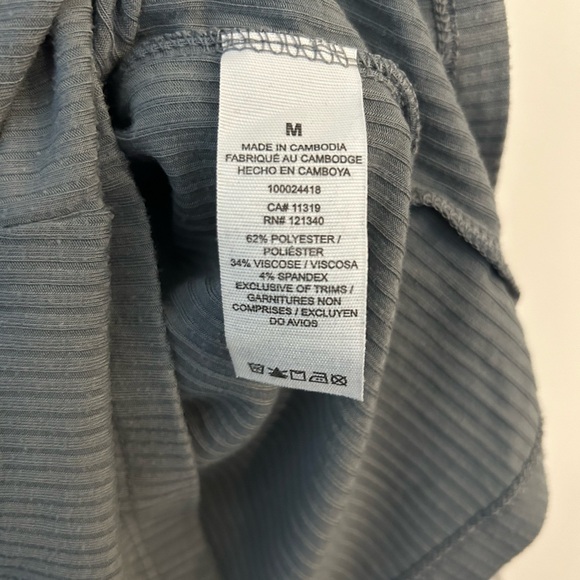 M
MADE IN CAMBODIA
FABRIQUÉ AU CAMBODGE
HECHO EN CAMBOYA
100024418
CA# 11319
RN# 121340
62% POLYESTER /
POLIÉSTER
34% VISCOSE / VISCOSA
4% SPANDEX
EXCLUSIVE OF TRIMS /
GARNITURES NON
COMPRISES / EXCLUYEN
DO AVIOS